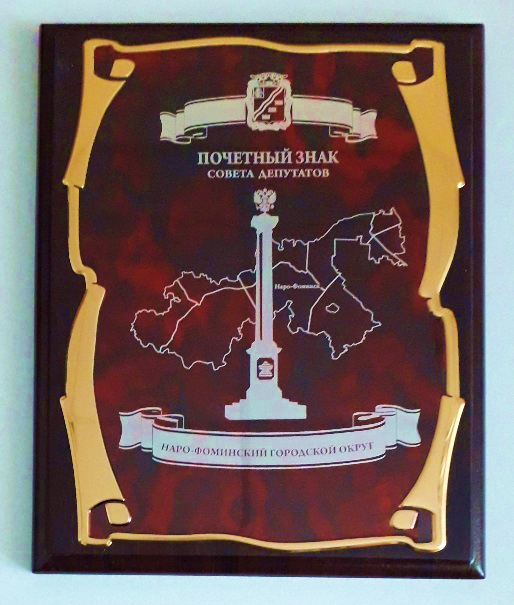 ПОЧЕТНЫЙ ЗНАК
СОВЕТА ДЕПУТАТОВ
Наро-Фоминск
НАРО-ФОМИНСКИЙ ГОРОДСКОЙ ОКРУГ